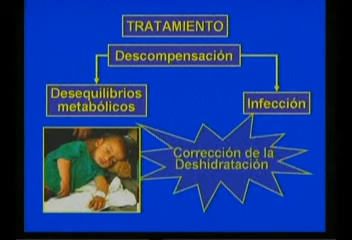 TRATAMIENTO
Descompensación
Desequilibrios
metabólicos
Infección
Corrección de la
Deshidratación